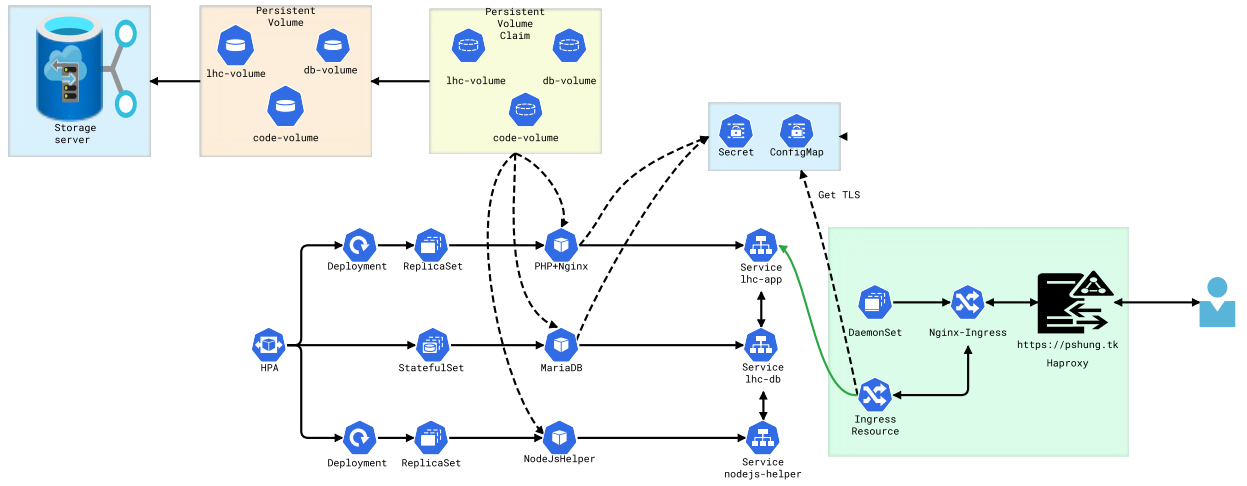 Persistent
Volume
lhc-volume
db-volume
code-volume
Persistent
Volume
Claim
lhc-volume
db-volume
code-volume
Storage
server
Secret
ConfigMap
Get TLS
Deployment
ReplicaSet
PHP+Nginx
Service
lhc-app
HPA
StatefulSet
MariaDB
Service
lhc-db
Deployment
ReplicaSet
NodeJsHelper
Service
nodejs-helper
DaemonSet
Nginx-Ingress
https://pshung.tk
Haproxy
Ingress
Resource